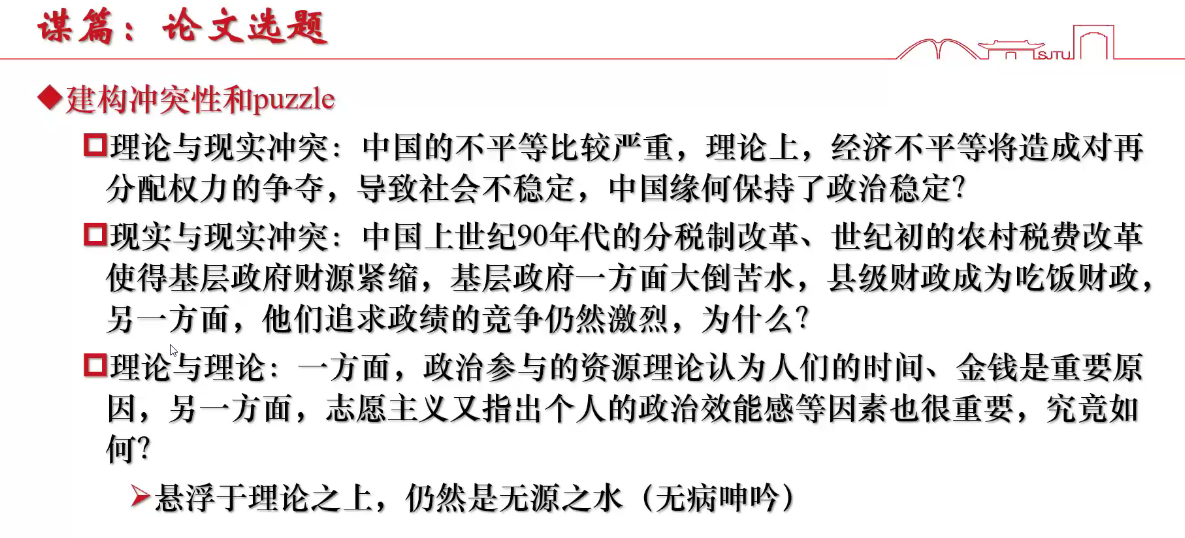 谋篇：论文选题
SJTU
建构冲突性和puzzle
理论与现实冲突：中国的不平等比较严重，理论上，经济不平等将造成对再
分配权力的争夺，导致社会不稳定，中国缘何保持了政治稳定？
现实与现实冲突：中国上世纪90年代的分税制改革、世纪初的农村税费改革
使得基层政府财源紧缩，基层政府一方面大倒苦水，县级财政成为吃饭财政，
另一方面，他们追求政绩的竞争仍然激烈，为什么？
理论与理论：一方面，政治参与的资源理论认为人们的时间、金钱是重要原
因，另一方面，志愿主义又指出个人的政治效能感等因素也很重要，究竟如
何？
悬浮于理论之上，仍然是无源之水（无病呻吟）